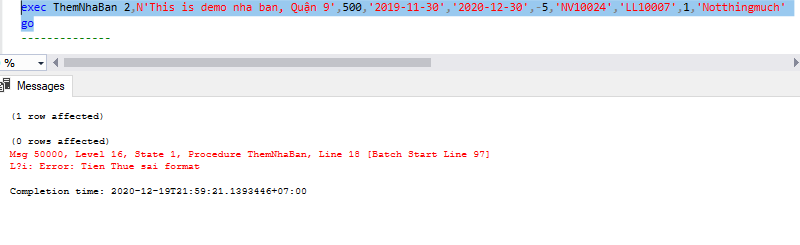 exec ThemNhaBan 2,N'This is demo nha ban, Quận 9',500,'2019-11-30','2020-12-30',-5,'NV10024','LL10007',1,'Notthingmuch'
go
--------------
%
Messages
(1 row affected)
(0 rows affected)
Msg 50000, Level 16, State 1, Procedure ThemNhaBan, Line 18 [Batch Start Line 97]
L?i: Error: Tien Thue sai format
Completion time: 2020-12-19T21:59:21.1393446+07:00